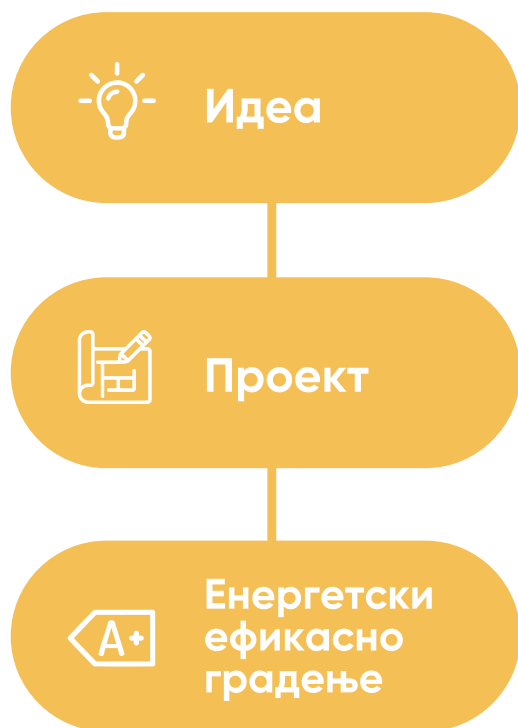 Идеа
Проект
A+
Енергетски
ефикасно
градење